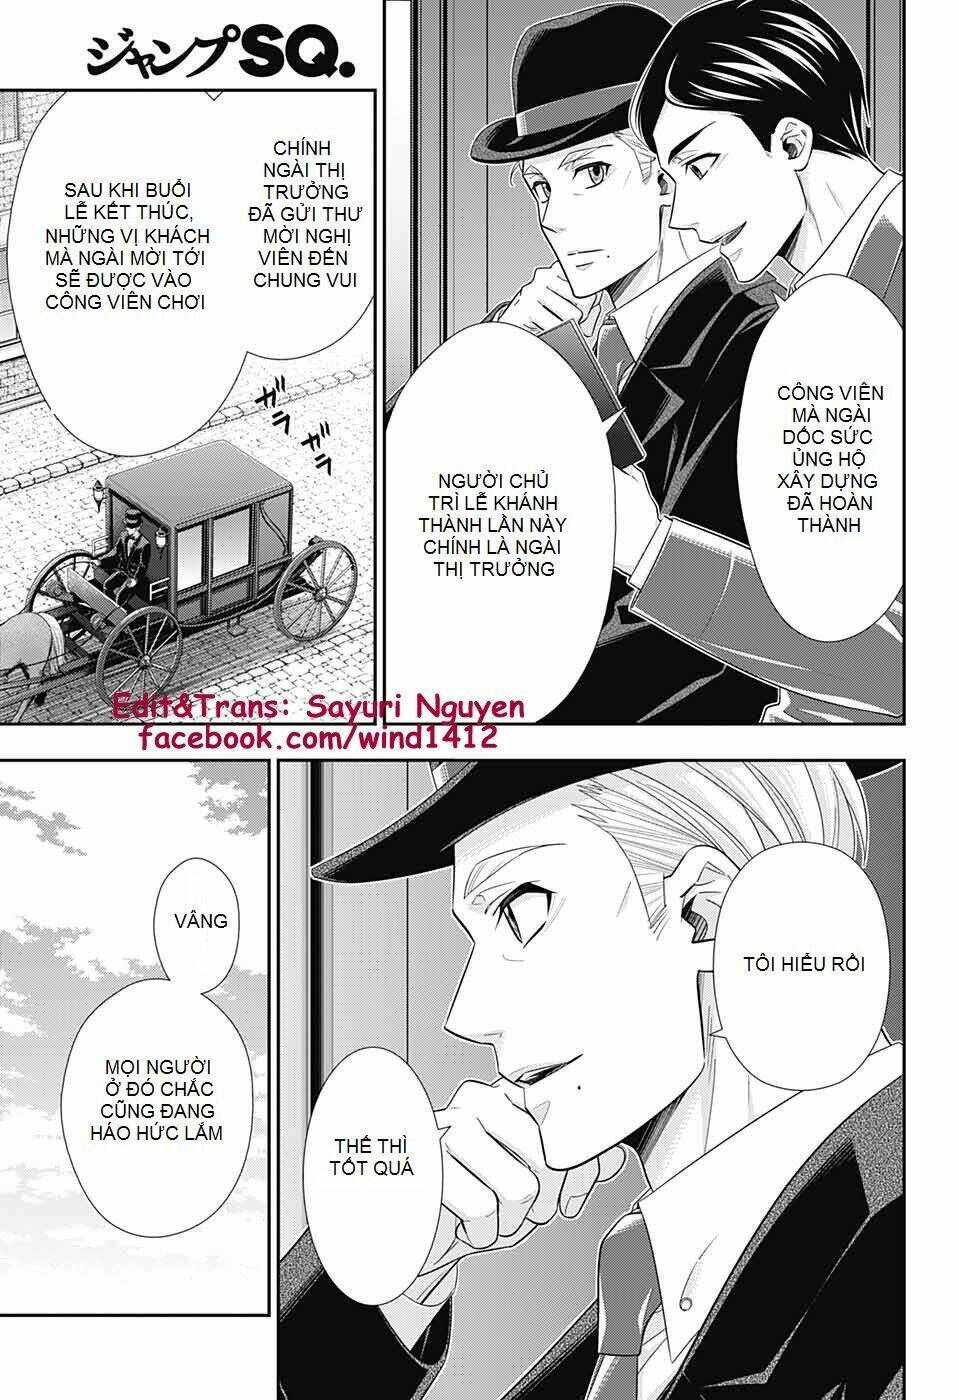 ジャンプSQ.
CÔNG VIÊN
MÀ NGÀI
DỐC SỨC
ỦNG HỘ
XÂY DỰNG
ĐÃ HOÀN
THÀNH
NGƯỜI CHỦ
TRÌ LỄ KHÁNH
THÀNH LẦN NÀY
CHÍNH LÀ NGÀI
THỊ TRƯỞNG
CHÍNH
NGÀI THỊ
TRƯỞNG
ĐÃ GỬI THƯ
MỜI NGHỊ
VIÊN ĐẾN
CHUNG VUI
SAU KHI BUỔI
LỄ KẾT THÚC,
NHỮNG VỊ KHÁCH
MÀ NGÀI MỜI TỚI
SẼ ĐƯỢC VÀO
CÔNG VIÊN CHƠI
ガラ
ガラ
Edit&Trans: Sayuri Nguyen
facebook.com/wind1412
TÔI HIỂU RỒI
THẾ THÌ
TỐT QUÁ
VÂNG
MỌI NGƯỜI
Ở ĐÓ CHẮC
CŨNG ĐANG
HÁO HỨC LẮM